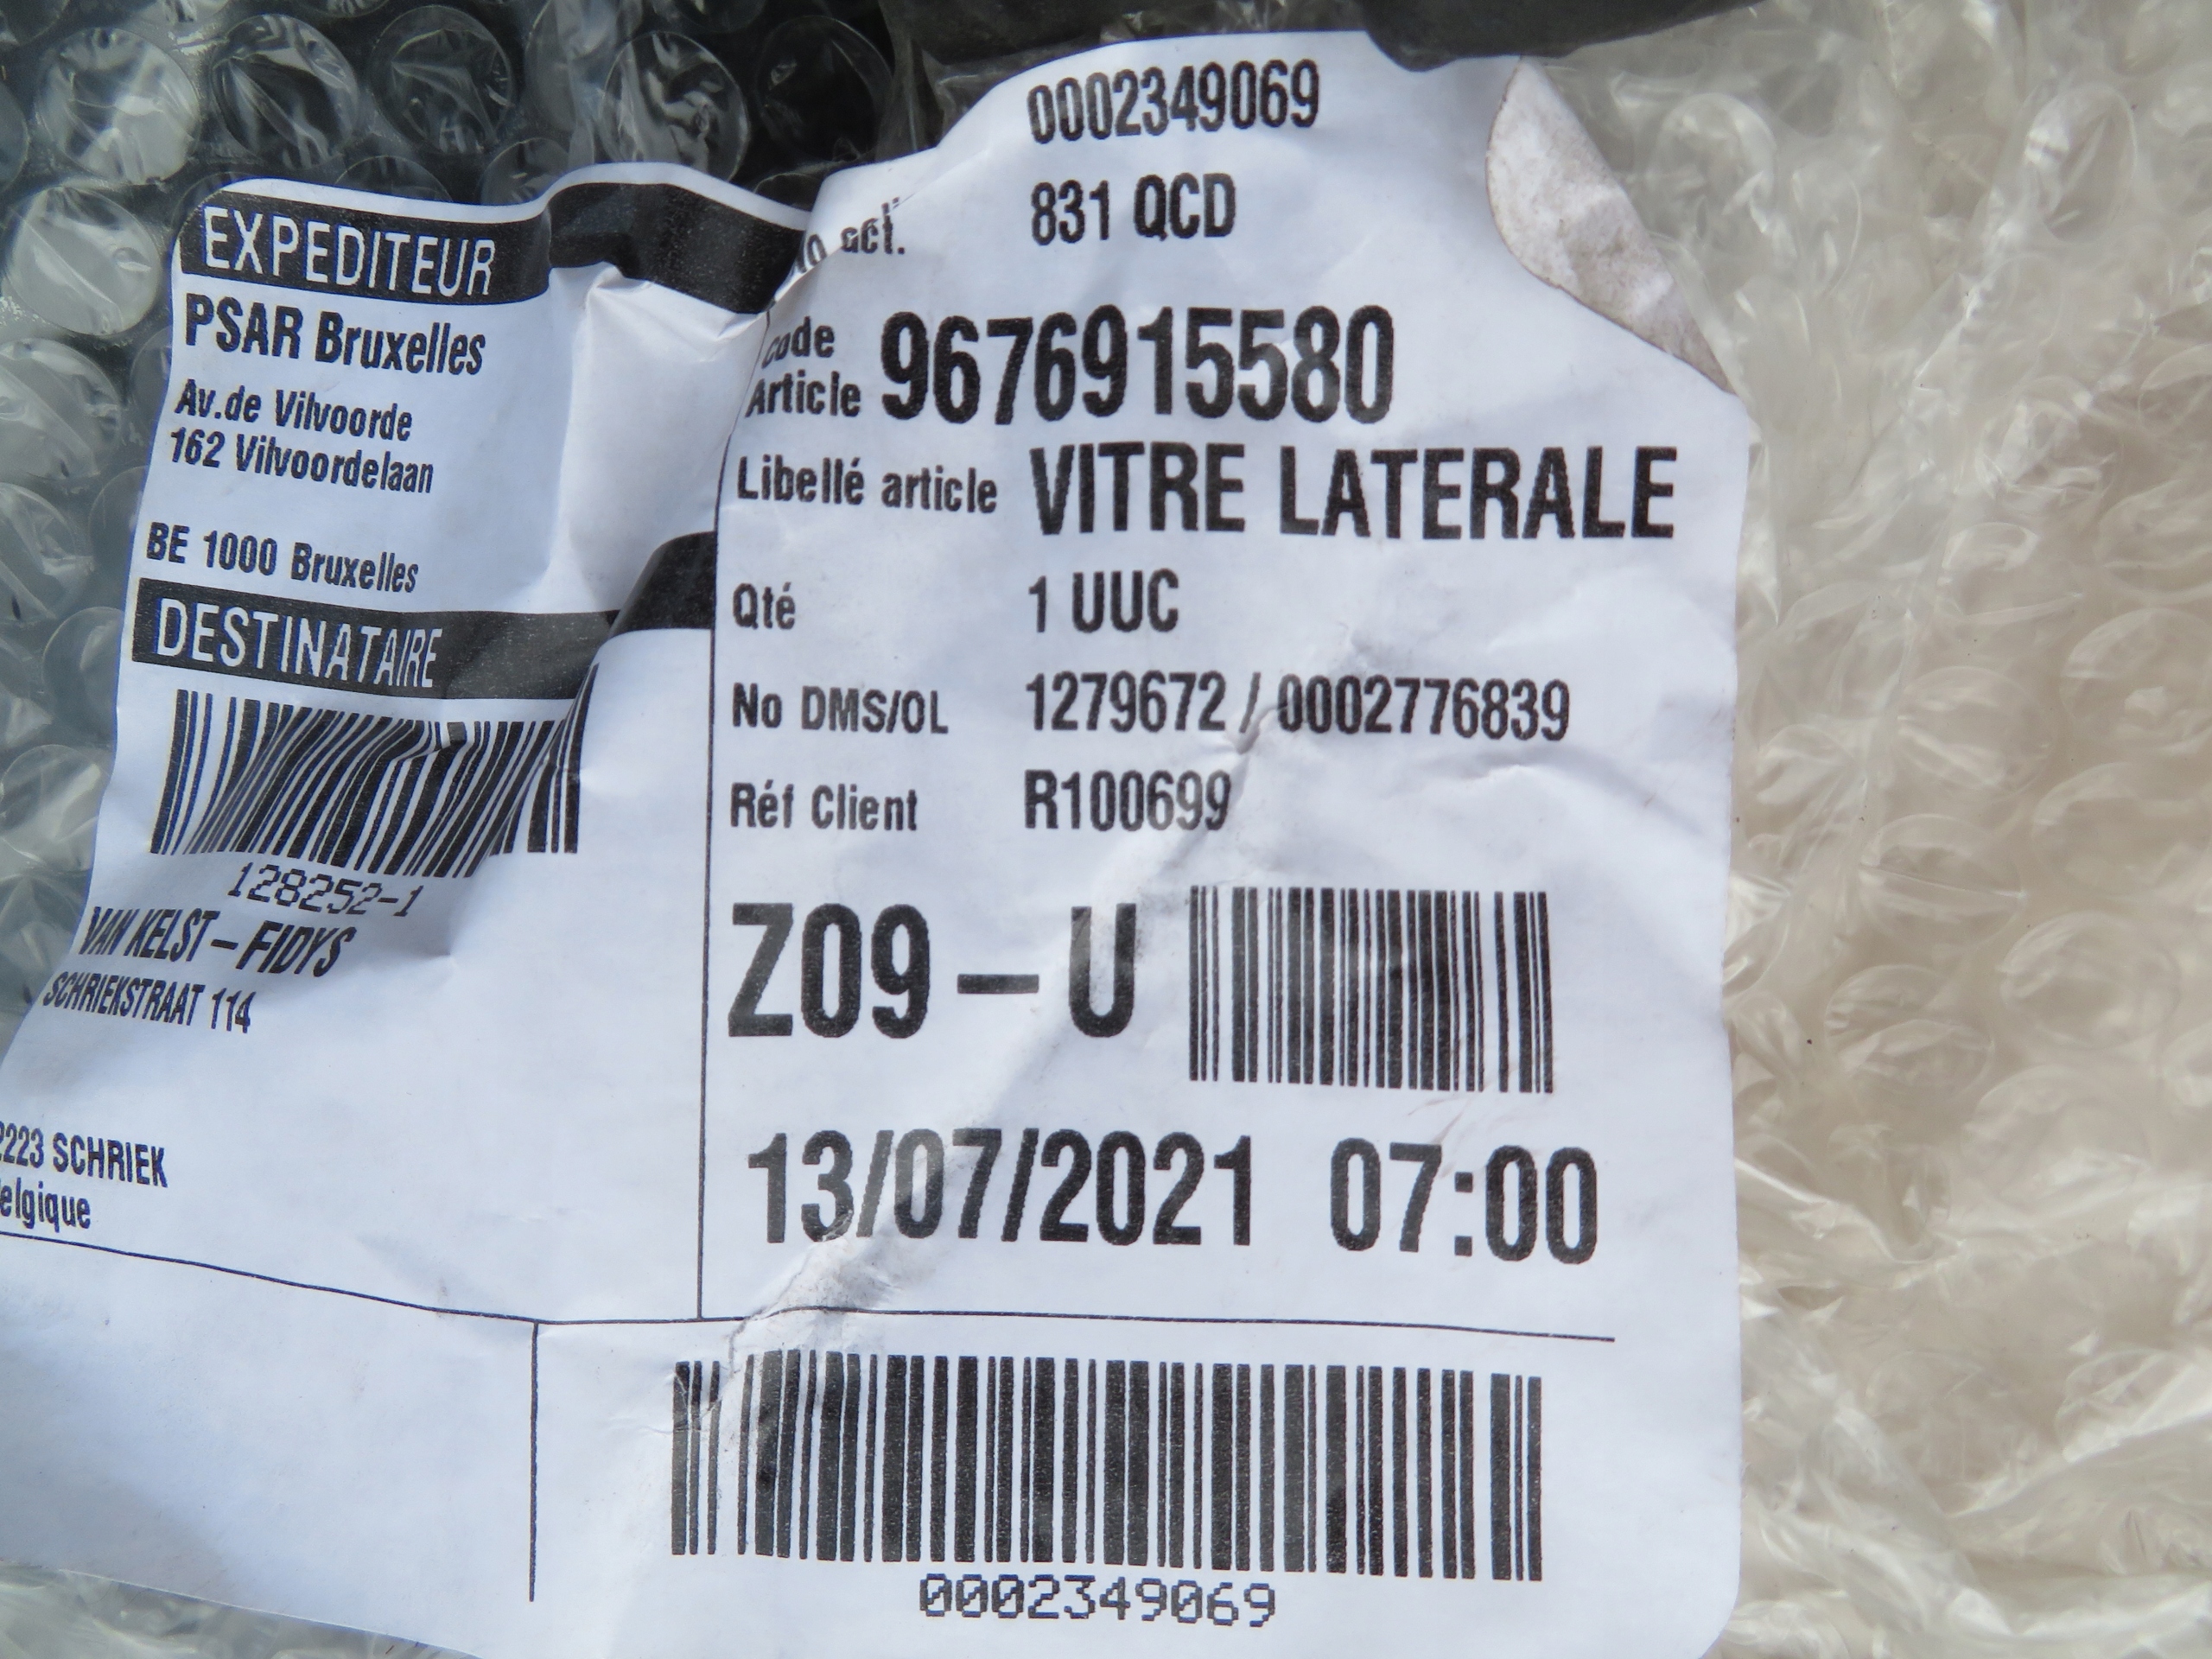 EXPEDITEUR
PSAR Bruxelles
Av.de Vilvoorde
162 Vilvoordelaan
BE 1000 Bruxelles
DESTINATAIRE
128252-1
VAN KELST - FIDYS
SCHRIEKSTRAAT 114
2223 SCHRIEK
elgique
0002349069
act. 831 QCD
Code
Article 9676915580
Libellé article VITRE LATERALE
Qté 1 UUC
No DMS/OL 1279672 / 0002776839
Réf Client R100699
Z09 - U
13/07/2021 07:00
0002349069